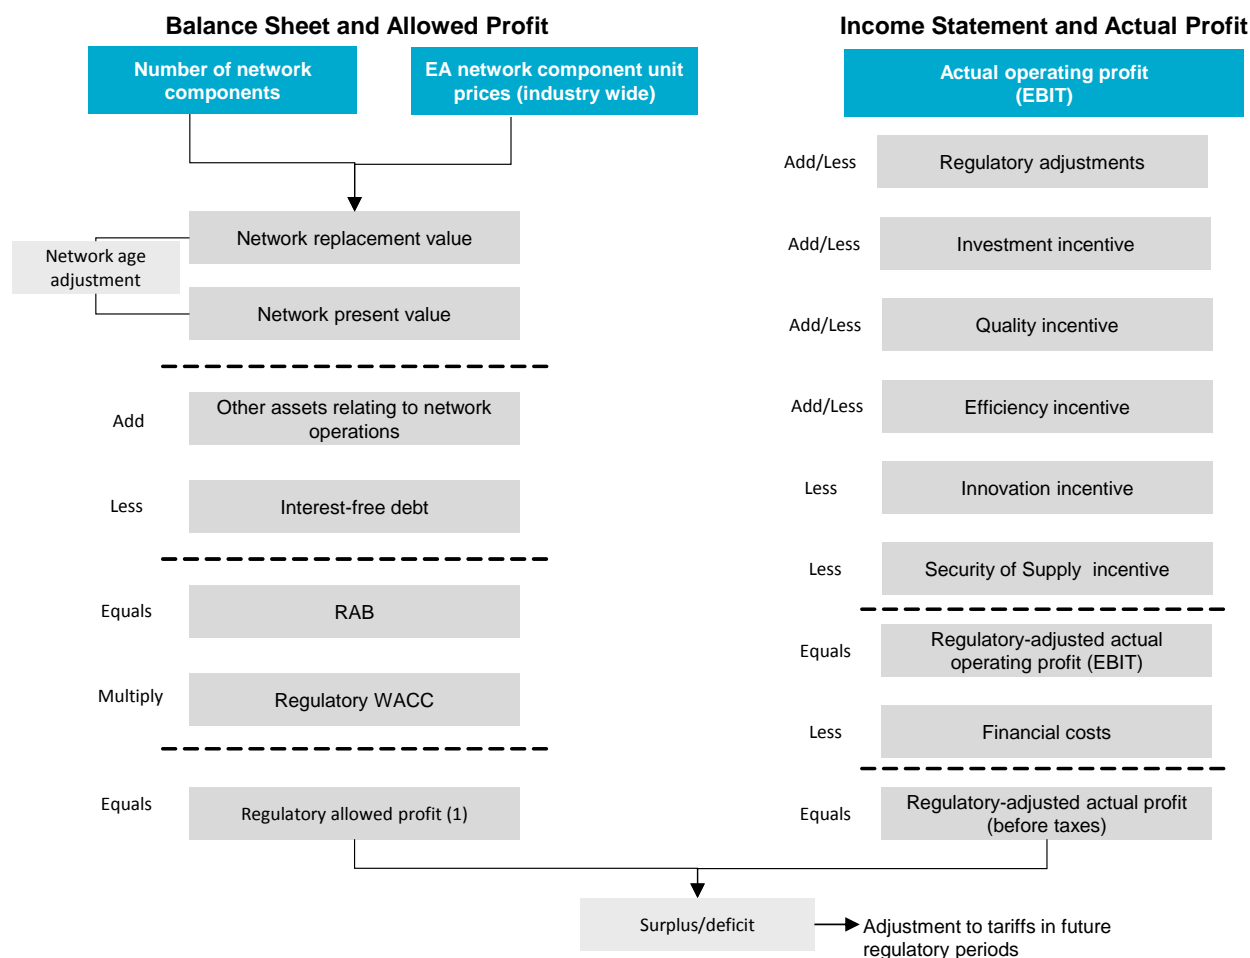 Balance Sheet and Allowed Profit
Number of network
components
EA network component unit
prices (industry wide)
Network replacement value
Network age
adjustment
Network present value
Add
Other assets relating to network
operations
Less
Interest-free debt
Equals
RAB
Multiply
Regulatory WACC
Equals
Regulatory allowed profit (1)
Income Statement and Actual Profit
Actual operating profit
(EBIT)
Add/Less
Regulatory adjustments
Add/Less
Investment incentive
Add/Less
Quality incentive
Add/Less
Efficiency incentive
Less
Innovation incentive
Less
Security of Supply incentive
Equals
Regulatory-adjusted actual
operating profit (EBIT)
Less
Financial costs
Equals
Regulatory-adjusted actual profit
(before taxes)
Surplus/deficit
Adjustment to tariffs in future
regulatory periods